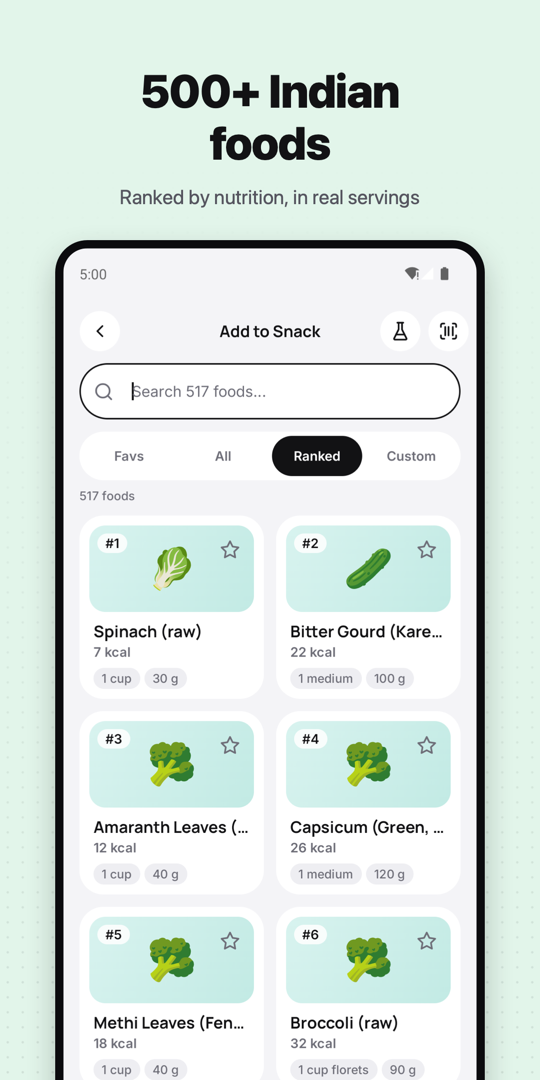 500+ Indian
foods
Ranked by nutrition, in real servings
5:00
Add to Snack
Search 517 foods...
Favs All Ranked Custom
517 foods
#1 #2
Spinach (raw) Bitter Gourd (Kare...
7 kcal 22 kcal
1 cup 30 g 1 medium 100 g
#3 #4
Amaranth Leaves (... Capsicum (Green, ...
12 kcal 26 kcal
1 cup 40 g 1 medium 120 g
#5 #6
Methi Leaves (Fen... Broccoli (raw)
18 kcal 32 kcal
1 cup 40 g 1 cup florets 90 g